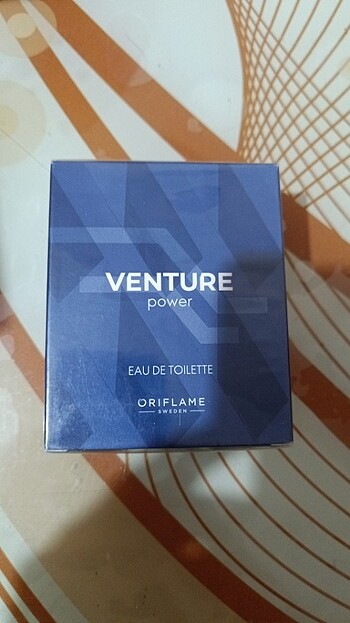 VENTURE
power
EAU DE TOILETTE
ORIFLAME
SWEDEN